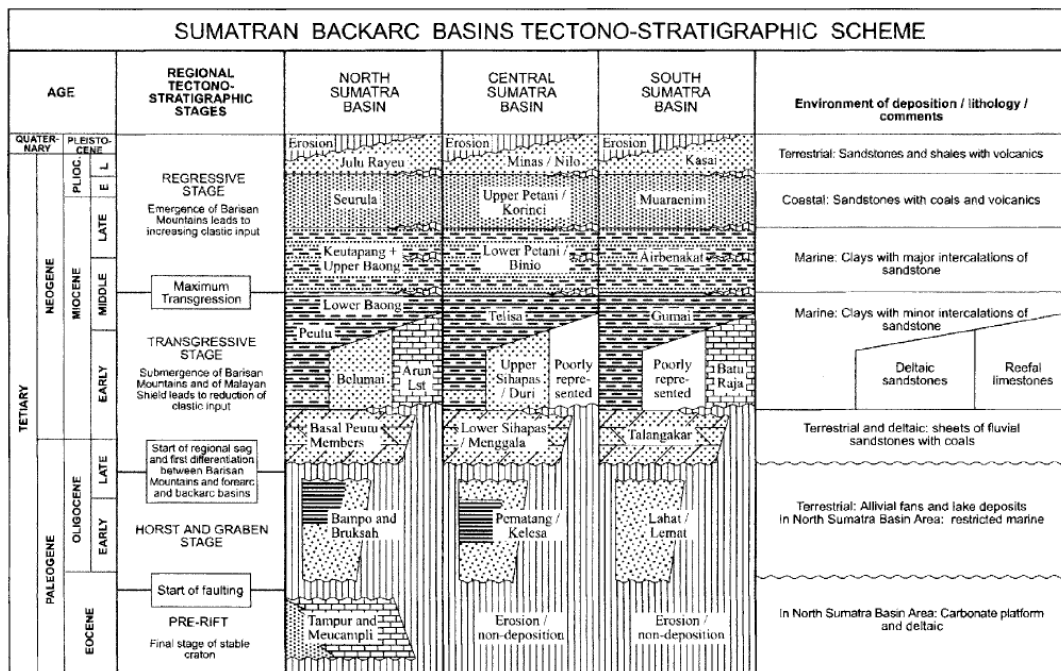 SUMATRAN BACKARC BASINS TECTONO-STRATIGRAPHIC SCHEME
AGE
REGIONAL
TECTONO-
STRATIGRAPHIC
STAGES
NORTH
SUMATRA
BASIN
CENTRAL
SUMATRA
BASIN
SOUTH
SUMATRA
BASIN
Environment of deposition / lithology /
comments
QUATER-
NARY
PLEISTO-
CENE
TETIARY
NEOGENE
PALEOGENE
PLIOC.
MIOCENE
OLIGOCENE
EOCENE
L
E
LATE
MIDDLE
EARLY
LATE
EARLY
REGRESSIVE
STAGE
Emergence of Barisan
Mountains leads to
increasing clastic input
Maximum
Transgression
TRANSGRESSIVE
STAGE
Submergence of Barisan
Mountains and of Malayan
Shield leads to reduction of
clastic input
Start of regional sag
and first differentiation
between Barisan
Mountains and forearc
and backarc basins
HORST AND GRABEN
STAGE
Start of faulting
PRE-RIFT
Final stage of stable
craton
Erosion
Julu Rayeu
Seurula
Keutapang +
Upper Baong
Lower Baong
Peutu
Belumai
Arun
Lst
Basal Peutu
Members
Bampo and
Bruksah
Tampur and
Meucampli
Erosion
Minas / Nilo
Upper Petani /
Korinci
Lower Petani /
Binio
Telisa
Upper
Sihapas
/ Duri
Poorly
repre-
sented
Lower Sihapas
/ Menggala
Pematang /
Kelesa
Erosion /
non-deposition
Erosion
Kasai
Muaraenim
Airbenakat
Gumai
Poorly
repre-
sented
Batu
Raja
Talangakar
Lahat /
Lemat
Erosion /
non-deposition
Terrestrial: Sandstones and shales with volcanics
Coastal: Sandstones with coals and volcanics
Marine: Clays with major intercalations of
sandstone
Marine: Clays with minor intercalations of
sandstone
Deltaic
sandstones
Reefal
limestones
Terrestrial and deltaic: sheets of fluvial
sandstones with coals
Terrestrial: Allivial fans and lake deposits
In North Sumatra Basin Area: restricted marine
In North Sumatra Basin Area: Carbonate platform
and deltaic